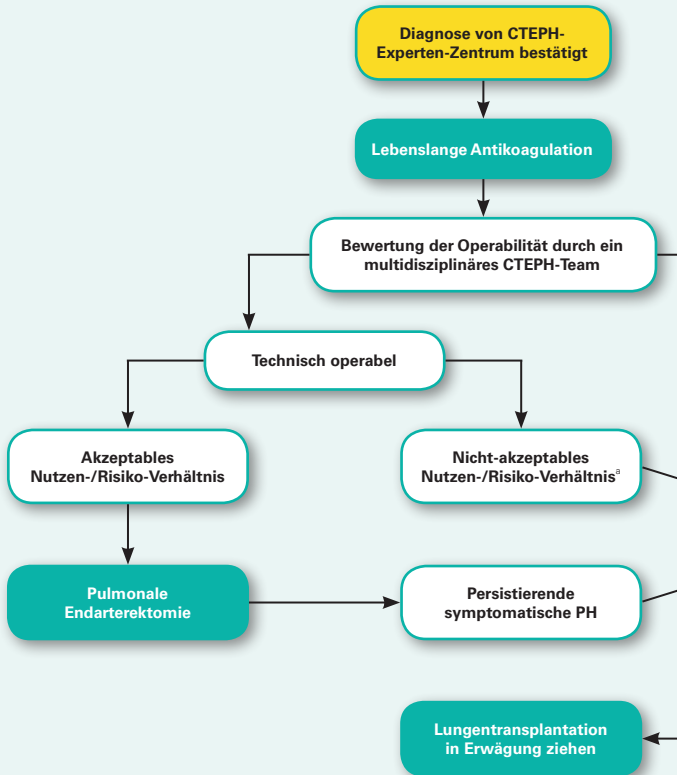 Diagnose von CTEPH-
Experten-Zentrum bestätigt
Lebenslange Antikoagulation
Bewertung der Operabilität durch ein
multidisziplinäres CTEPH-Team
Technisch operabel
Akzeptables
Nutzen-/Risiko-Verhältnis
Nicht-akzeptables
Nutzen-/Risiko-Verhältnisª
Pulmonale
Endarterektomie
Persistierende
symptomatische PH
Lungentransplantation
in Erwägung ziehen